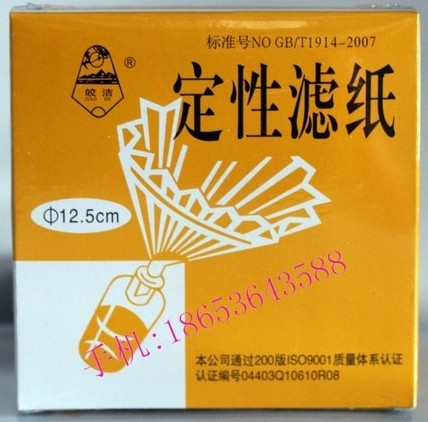 标准号NO GB/T1914-2007
®
皎洁
JIAO JIE
定性滤纸
Φ12.5cm
手机:18653643588
本公司通过200版ISO9001质量体系认证
认证编号04403Q10610R08